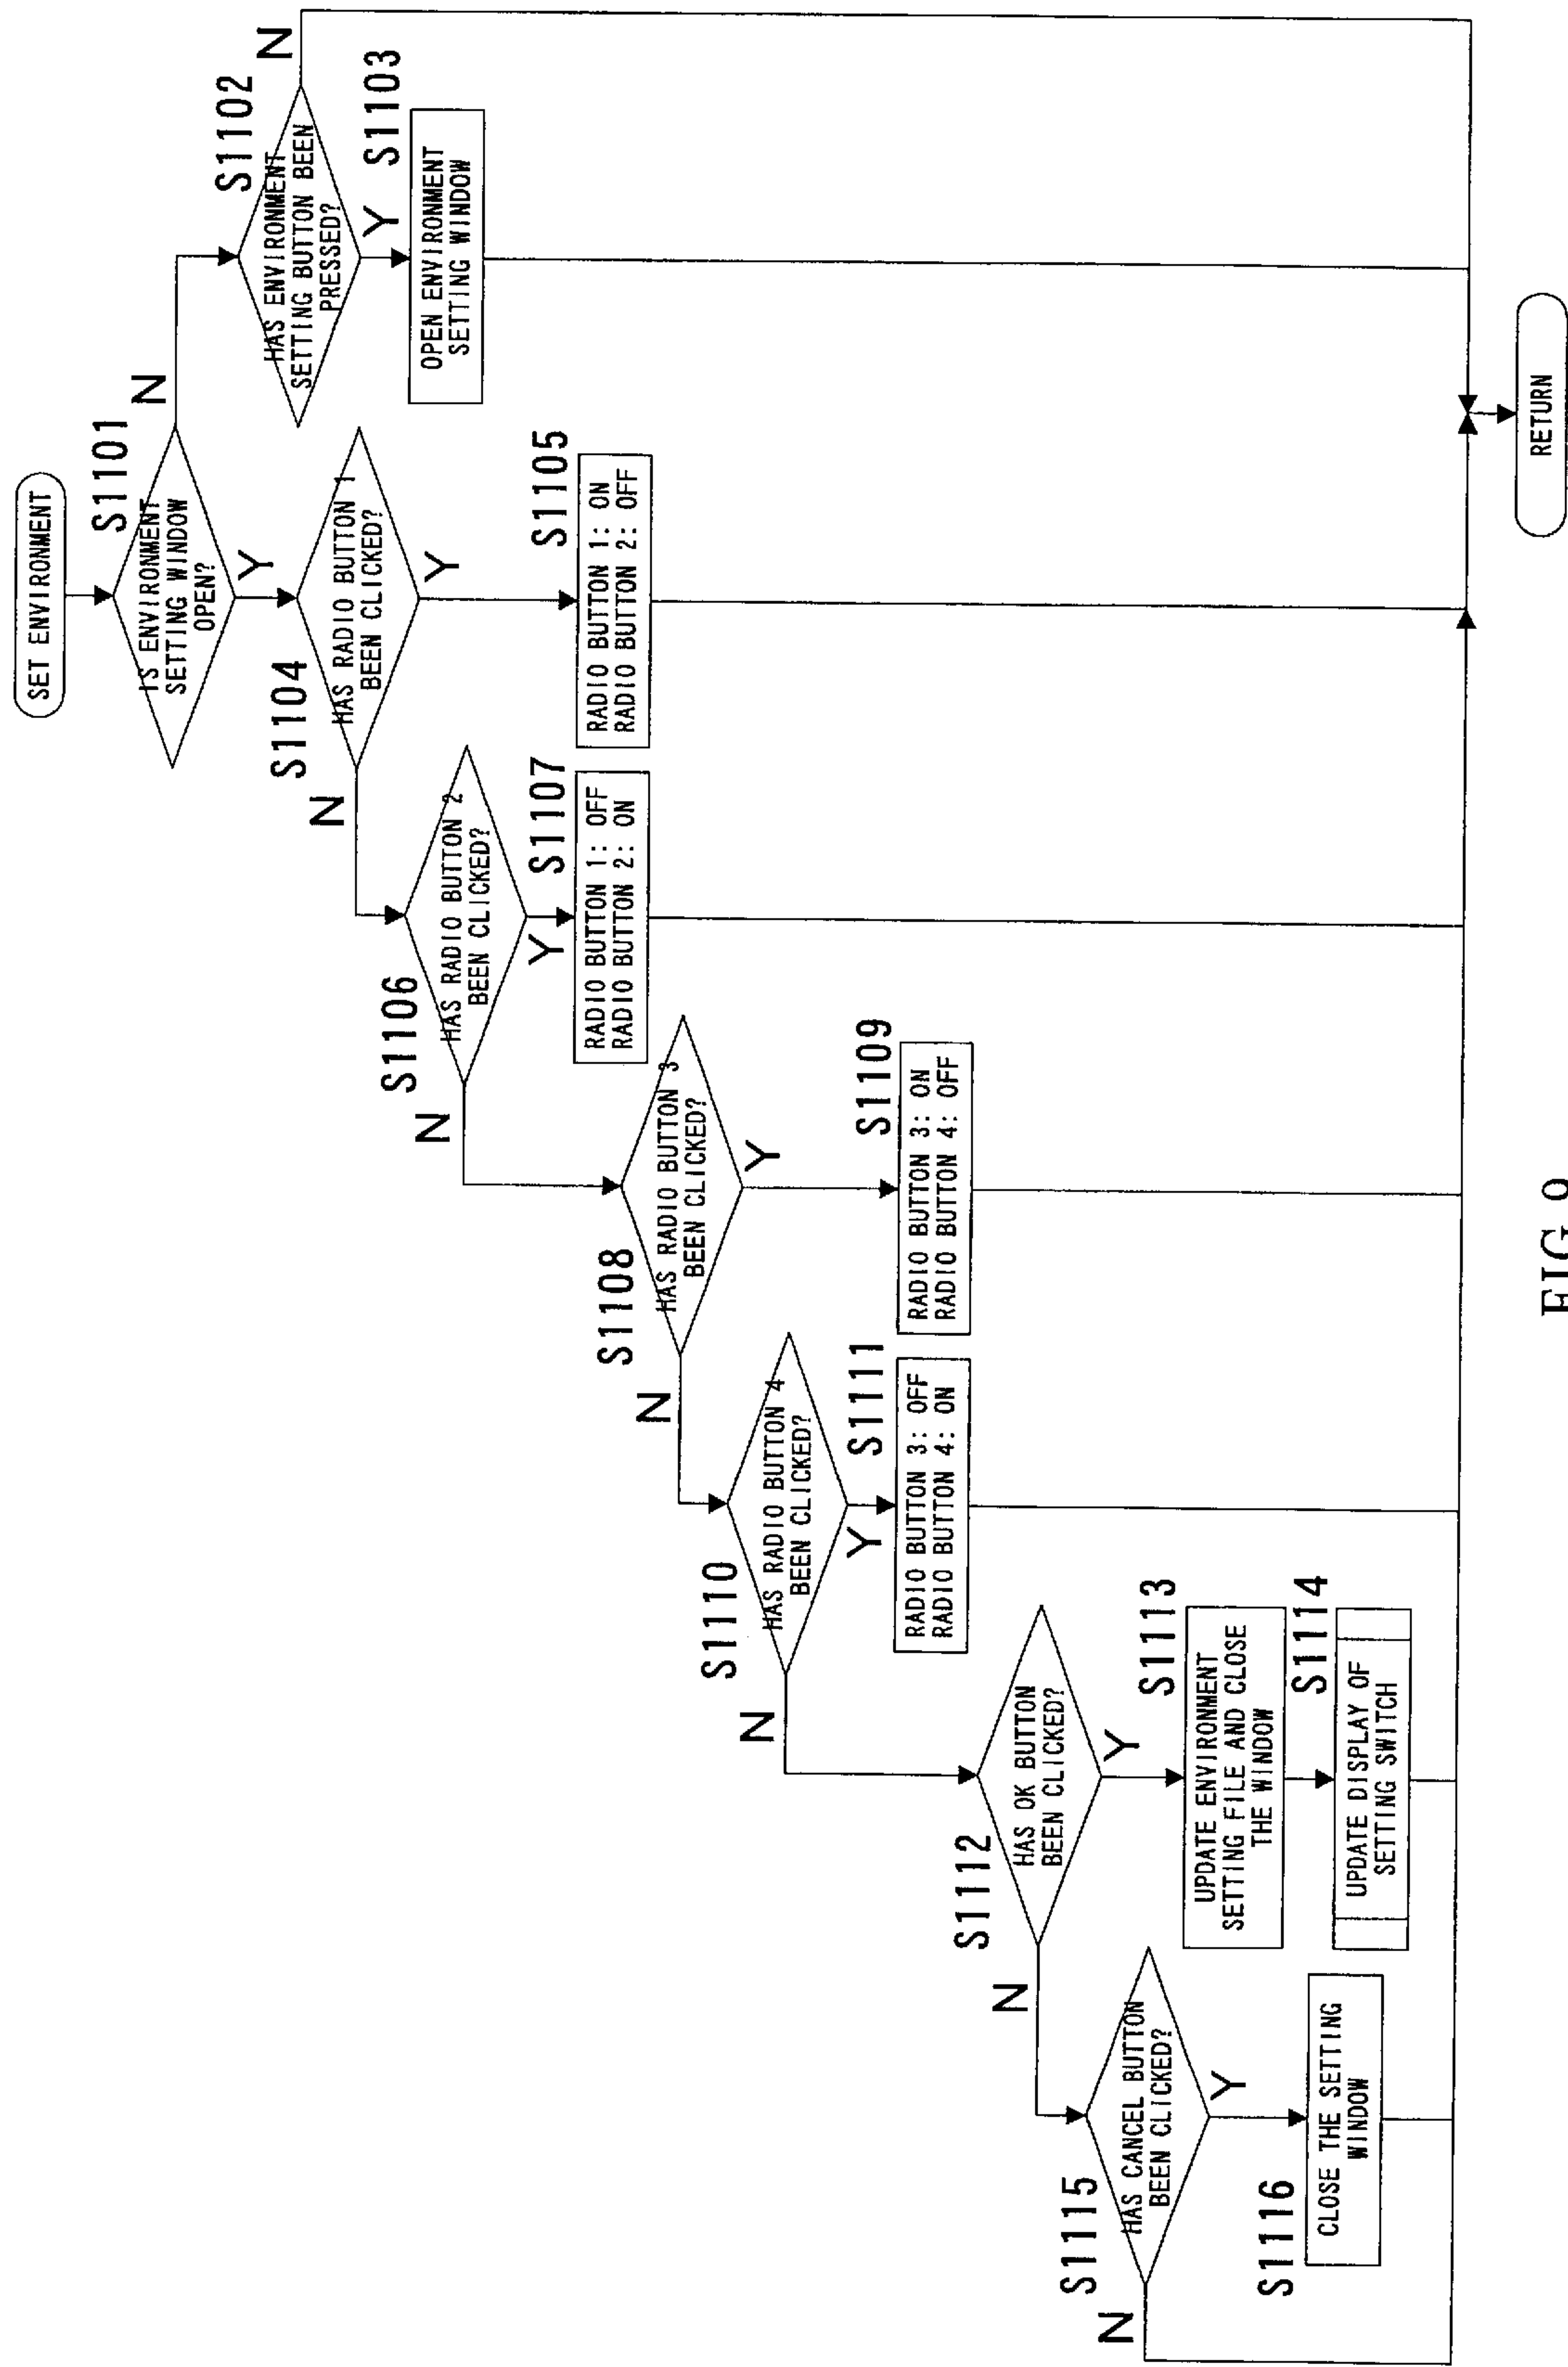 SET ENVIRONMENT
S1101
IS ENVIRONMENT
SETTING WINDOW
OPEN?
N
Y
S1102
HAS ENVIRONMENT
SETTING BUTTON BEEN
PRESSED?
N
Y
S1103
OPEN ENVIRONMENT
SETTING WINDOW
S1104
HAS RADIO BUTTON 1
BEEN CLICKED?
N
Y
S1105
RADIO BUTTON 1: ON
RADIO BUTTON 2: OFF
S1106
HAS RADIO BUTTON 2
BEEN CLICKED?
N
Y
S1107
RADIO BUTTON 1: OFF
RADIO BUTTON 2: ON
S1108
HAS RADIO BUTTON 3
BEEN CLICKED?
N
Y
S1109
RADIO BUTTON 3: ON
RADIO BUTTON 4: OFF
S1110
HAS RADIO BUTTON 4
BEEN CLICKED?
N
Y
S1111
RADIO BUTTON 3: OFF
RADIO BUTTON 4: ON
S1112
HAS OK BUTTON
BEEN CLICKED?
N
Y
S1113
UPDATE ENVIRONMENT
SETTING FILE AND CLOSE
THE WINDOW
S1114
UPDATE DISPLAY OF
SETTING SWITCH
S1115
HAS CANCEL BUTTON
BEEN CLICKED?
N
Y
S1116
CLOSE THE SETTING
WINDOW
RETURN